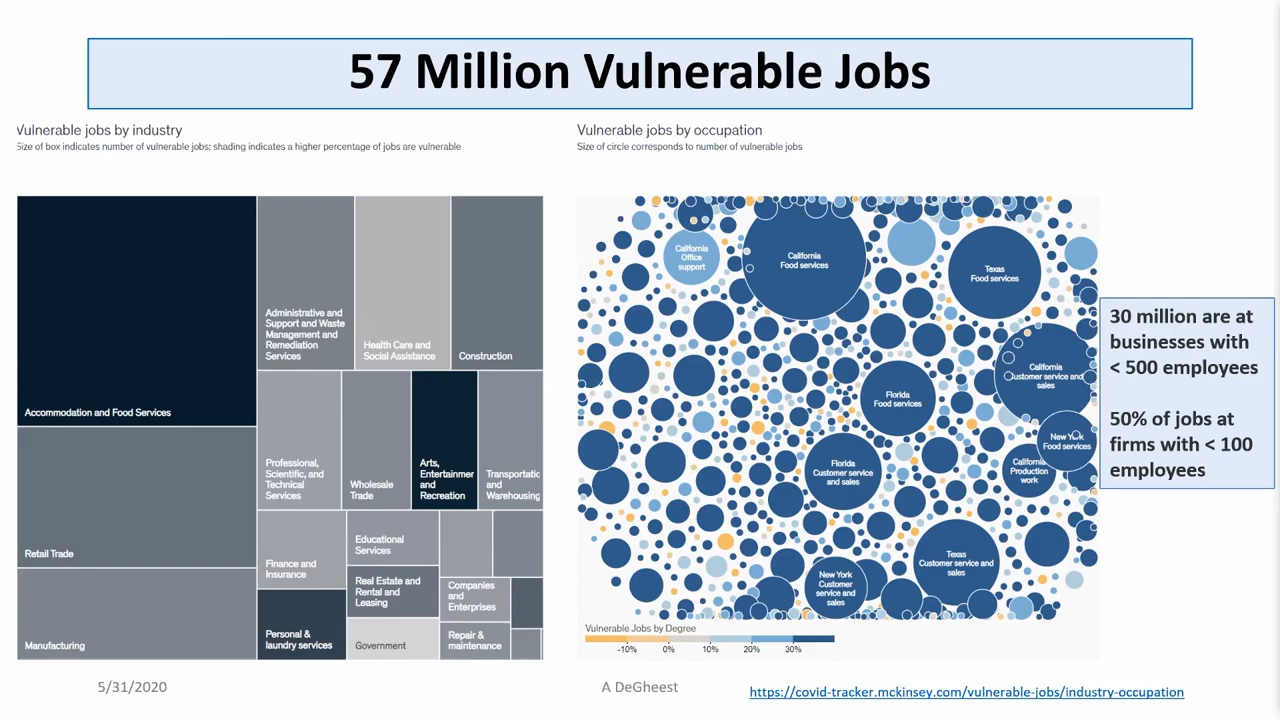 57 Million Vulnerable Jobs
Vulnerable jobs by industry
Size of box indicates number of vulnerable jobs; shading indicates a higher percentage of jobs are vulnerable
Accommodation and Food Services
Retail Trade
Manufacturing
Administrative and
Support and Waste
Management and
Remediation
Services
Health Care and
Social Assistance
Construction
Professional,
Scientific, and
Technical
Services
Wholesale
Trade
Arts,
Entertainmer
and
Recreation
Transportatic
and
Warehousing
Finance and
Insurance
Educational
Services
Real Estate and
Rental and
Leasing
Companies
and
Enterprises
Personal &
laundry services
Government
Repair &
maintenance
Vulnerable jobs by occupation
Size of circle corresponds to number of vulnerable jobs
California
Office
support
California
Food services
Texas
Food services
California
Customer service and
sales
Florida
Food services
New York
Food services
Florida
Customer service
and sales
California
Production
work
Texas
Customer service and
sales
New York
Customer
service and
sales
Vulnerable Jobs by Degree
-10% 0% 10% 20% 30%
30 million are at
businesses with
< 500 employees
50% of jobs at
firms with < 100
employees
5/31/2020
A DeGheest
https://covid-tracker.mckinsey.com/vulnerable-jobs/industry-occupation